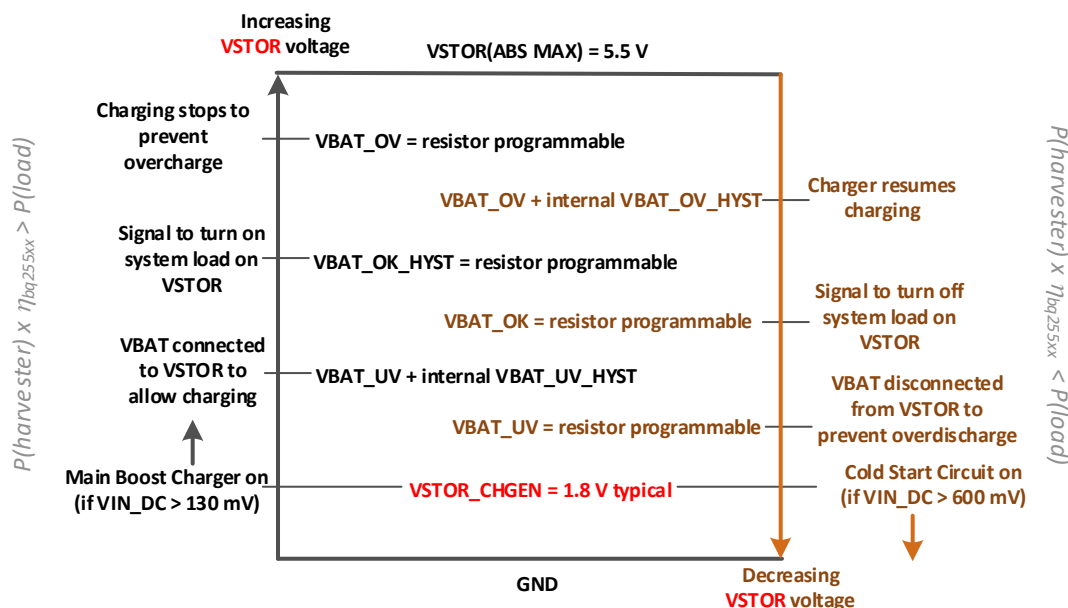 Increasing
VSTOR voltage
VSTOR(ABS MAX) = 5.5 V
Charging stops to
prevent
overcharge
VBAT_OV = resistor programmable
VBAT_OV + internal VBAT_OV_HYST
Charger resumes
charging
Signal to turn on
system load on
VSTOR
VBAT_OK_HYST = resistor programmable
VBAT_OK = resistor programmable
Signal to turn off
system load on
VSTOR
VBAT connected
to VSTOR to
allow charging
VBAT_UV + internal VBAT_UV_HYST
VBAT_UV = resistor programmable
VBAT disconnected
from VSTOR to
prevent overdischarge
Main Boost Charger on
(if VIN_DC > 130 mV)
VSTOR_CHGEN = 1.8 V typical
Cold Start Circuit on
(if VIN_DC > 600 mV)
GND
Decreasing
VSTOR voltage
P(harvester) x ηbq255xx > P(load)
P(harvester) x ηbq255xx < P(load)